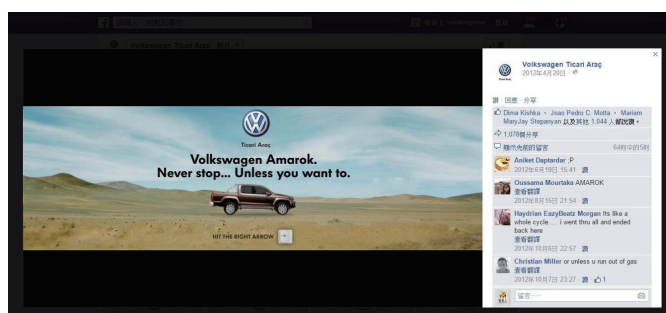 Volkswagen Ticari Araç
Ticari Araç
Volkswagen Amarok.
Never stop... Unless you want to.
HIT THE RIGHT ARROW
Volkswagen Ticari Araç
2012年4月20日
讚 · 回應 · 分享
Dima Kishka、Joao Pedro C. Motta、Mariam
MaryJay Stepanyan 以及其他 1,044 人都說讚。
1,078個分享
顯示先前的留言
64則中的5則
Aniket Daptardar :P
2012年6月19日 15:41 · 讚
Oussama Mourtaka AMAROK
查看翻譯
2012年8月15日 21:54 · 讚
Haydrian EazyBeatz Morgan Its like a
whole cycle.... I went thru all and ended
back here
查看翻譯
2012年10月6日 22:57 · 讚
Christian Miller or unless u run out of gas
查看翻譯
2012年10月7日 23:27 · 讚 · 1
留言……